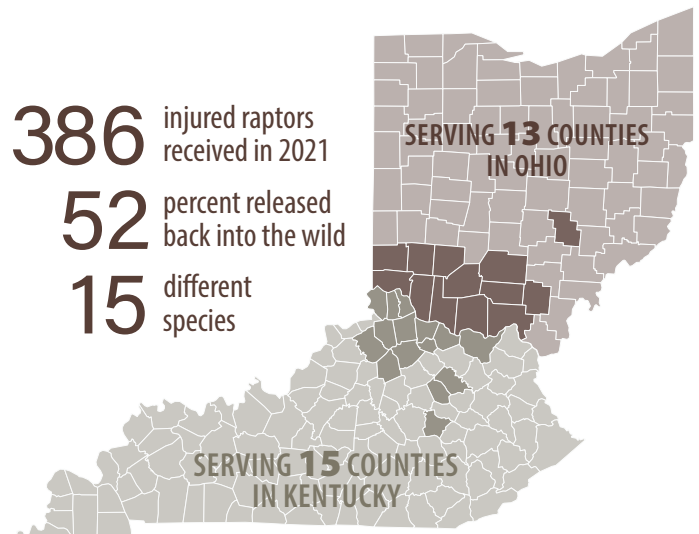 386 injured raptors
received in 2021
52 percent released
back into the wild
15 different
species
SERVING 13 COUNTIES
IN OHIO
SERVING 15 COUNTIES
IN KENTUCKY